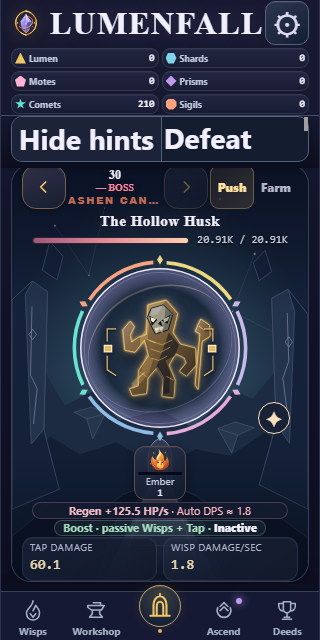 LUMENFALL
Lumen 0
Shards 0
Motes 0
Prisms 0
Comets 210
Sigils 0
Hide hints Defeat
30
— BOSS
ASHEN CAN...
Push Farm
The Hollow Husk
20.91K / 20.91K
Ember
1
Regen +125.5 HP/s · Auto DPS ≈ 1.8
Boost · passive Wisps + Tap · Inactive
TAP DAMAGE
60.1
WISP DAMAGE/SEC
1.8
Wisps Workshop Ascend Deeds